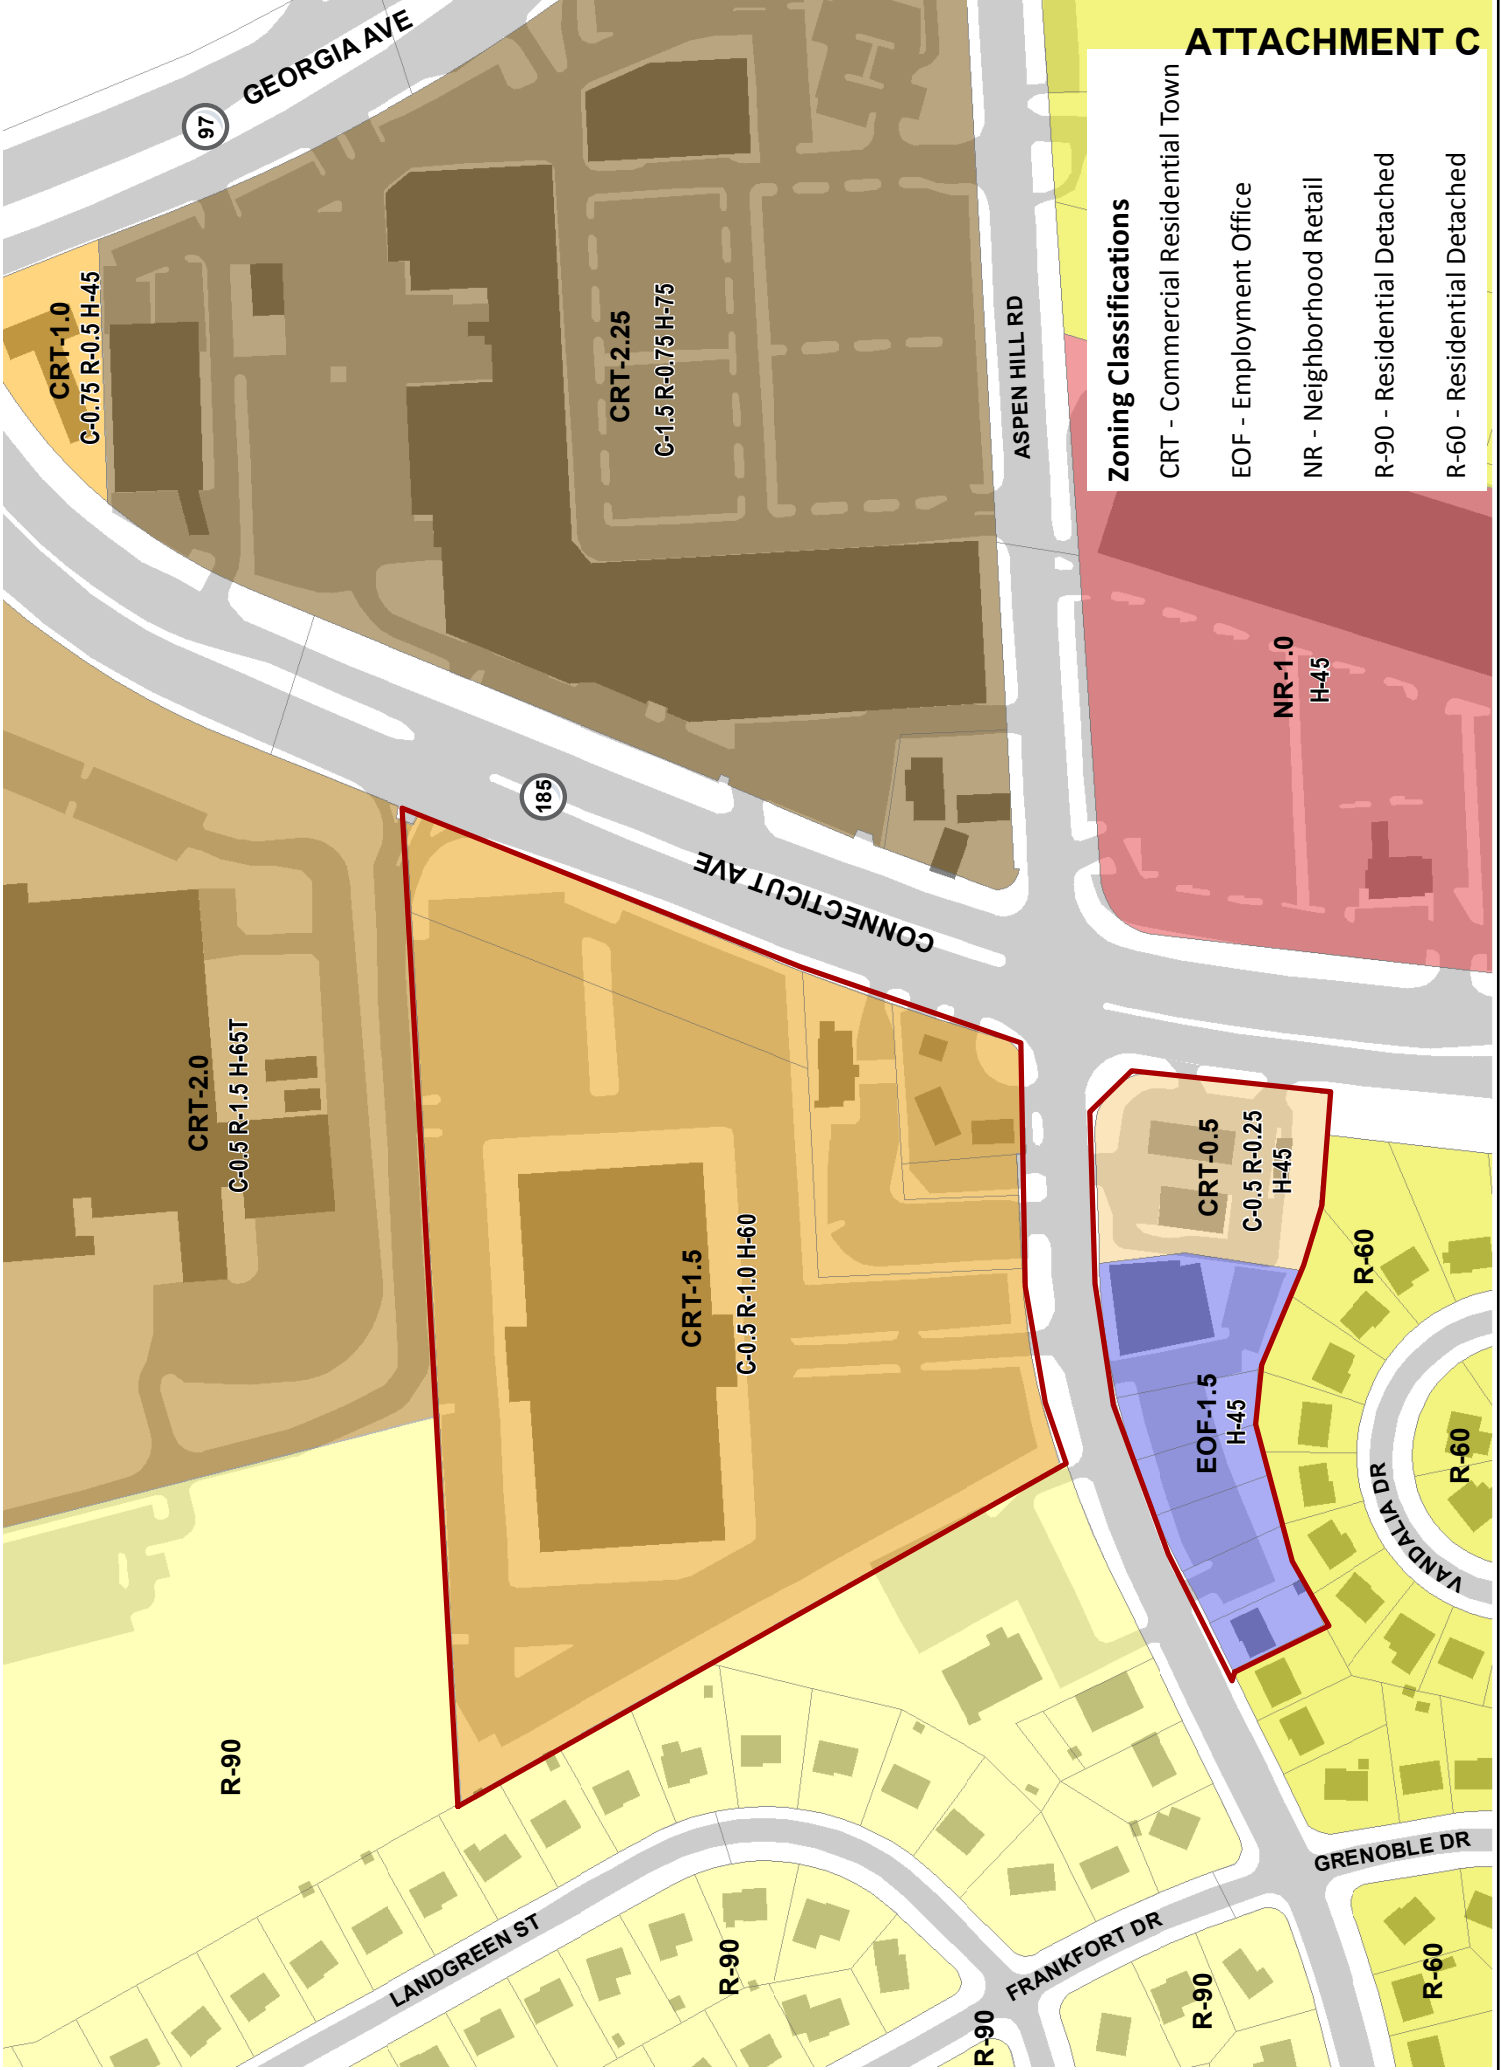 ATTACHMENT C
GEORGIA AVE
97
CRT-1.0
C-0.75 R-0.5 H-45
CRT-2.25
C-1.5 R-0.75 H-75
ASPEN HILL RD
185
CONNECTICUT AVE
CRT-2.0
C-0.5 R-1.5 H-65T
CRT-1.5
C-0.5 R-1.0 H-60
NR-1.0
H-45
CRT-0.5
C-0.5 R-0.25
H-45
EOF-1.5
H-45
R-60
R-60
VANDALIA DR
R-90
LANDGREEN ST
R-90
FRANKFORT DR
R-90
R-90
GRENOBLE DR
R-60
Zoning Classifications
CRT - Commercial Residential Town
EOF - Employment Office
NR - Neighborhood Retail
R-90 - Residential Detached
R-60 - Residential Detached